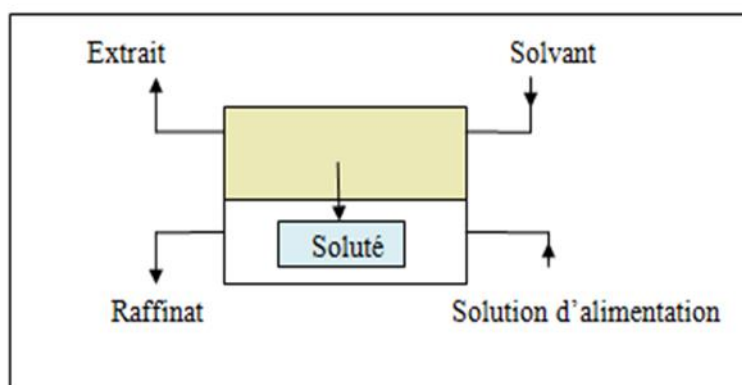 Extrait
Solvant
Soluté
Raffinat
Solution d'alimentation